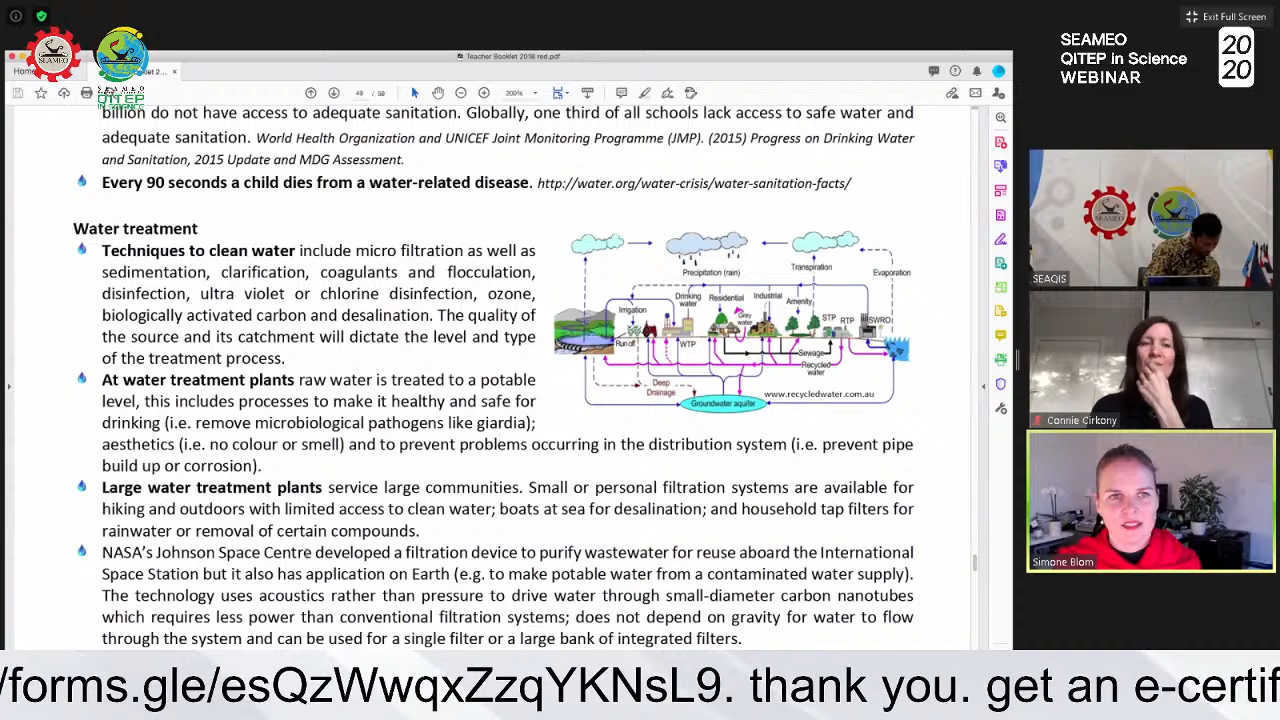 Exit Full Screen
SEAMEO
QITEP in Science
WEBINAR
20
20
SEAMEO
QITEP
IN SCIENCE
Teacher Booklet 2018 red.pdf
Home
let 2...
49 / 59
200%
billion do not have access to adequate sanitation. Globally, one third of all schools lack access to safe water and
adequate sanitation. World Health Organization and UNICEF Joint Monitoring Programme (JMP). (2015) Progress on Drinking Water
and Sanitation, 2015 Update and MDG Assessment.
Every 90 seconds a child dies from a water-related disease. http://water.org/water-crisis/water-sanitation-facts/
Water treatment
Techniques to clean water include micro filtration as well as
sedimentation, clarification, coagulants and flocculation,
disinfection, ultra violet or chlorine disinfection, ozone,
biologically activated carbon and desalination. The quality of
the source and its catchment will dictate the level and type
of the treatment process.
At water treatment plants raw water is treated to a potable
level, this includes processes to make it healthy and safe for
drinking (i.e. remove microbiological pathogens like giardia);
aesthetics (i.e. no colour or smell) and to prevent problems occurring in the distribution system (i.e. prevent pipe
build up or corrosion).
Large water treatment plants service large communities. Small or personal filtration systems are available for
hiking and outdoors with limited access to clean water; boats at sea for desalination; and household tap filters for
rainwater or removal of certain compounds.
NASA's Johnson Space Centre developed a filtration device to purify wastewater for reuse aboard the International
Space Station but it also has application on Earth (e.g. to make potable water from a contaminated water supply).
The technology uses acoustics rather than pressure to drive water through small-diameter carbon nanotubes
which requires less power than conventional filtration systems; does not depend on gravity for water to flow
through the system and can be used for a single filter or a large bank of integrated filters.
Precipitation (rain)
Transpiration
Evaporation
Irrigation
Drinking
water
Residential
Industrial
Amenity
Grey
water
STP
RTP
SWRO
Run off
WTP
Sewage
Recycled
water
Deep
Drainage
www.recycledwater.com.au
Groundwater aquifer
SEAQIS
Connie Cirkony
Simone Blom
/forms.gle/esQzWwqxZzqYKNsL9. thank you. get an e-certif